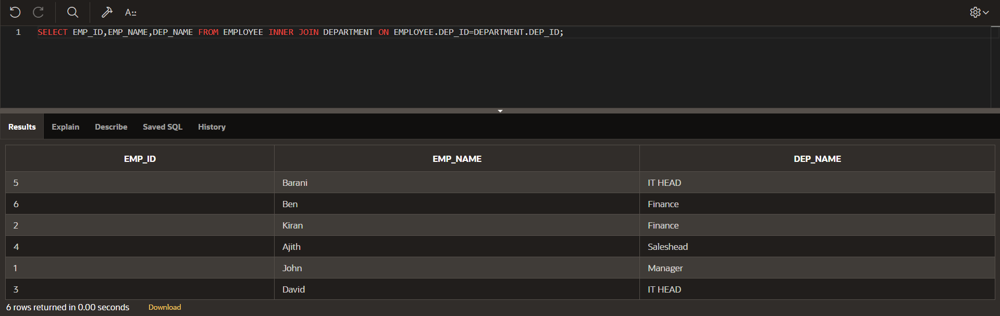 A::
1 SELECT EMP_ID,EMP_NAME,DEP_NAME FROM EMPLOYEE INNER JOIN DEPARTMENT ON EMPLOYEE.DEP_ID=DEPARTMENT.DEP_ID;
Results Explain Describe Saved SQL History
EMP_ID EMP_NAME DEP_NAME
5 Barani IT HEAD
6 Ben Finance
2 Kiran Finance
4 Ajith Saleshead
1 John Manager
3 David IT HEAD
6 rows returned in 0.00 seconds Download